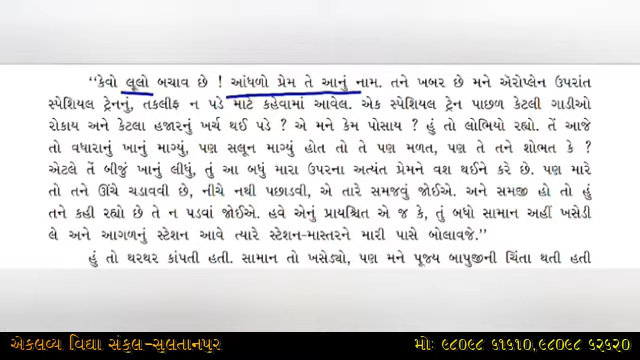 “કેવો લૂલો બચાવ છે ! આંધળો પ્રેમ તે આનું નામ. તને ખબર છે મને એરોપ્લેન ઉપરાંત
સ્પેશિયલ ટ્રેનનું, તકલીફ ન પડે માટે કહેવામાં આવેલ. એક સ્પેશિયલ ટ્રેન પાછળ કેટલી ગાડીઓ
રોકાય અને કેટલા હજારનું ખર્ચ થઈ પડે ? એ મને કેમ પોસાય ? હું તો લોભિયો રહ્યો. તેં આજે
તો વધારાનું ખાનું માગ્યું, પણ સલૂન માગ્યું હોત તો તે પણ મળત, પણ તે તને શોભત કે ?
એટલે તેં બીજું ખાનું લીધું, તું આ બધું મારા ઉપરના અત્યંત પ્રેમને વશ થઈને કરે છે. પણ મારે
તો તને ઊંચે ચડાવવી છે, નીચે નથી પછાડવી, એ તારે સમજવું જોઈએ. અને સમજી હો તો હું
તને કહી રહ્યો છે તે ન પડવાં જોઈએ. હવે એનું પ્રાયશ્ચિત એ જ કે, તું બધો સામાન અહીં ખસેડી
લે અને આગળનું સ્ટેશન આવે ત્યારે સ્ટેશન-માસ્તરને મારી પાસે બોલાવજે.”
હું તો થરથર કાંપતી હતી. સામાન તો ખસેડ્યો, પણ મને પૂજ્ય બાપુજીની ચિંતા થતી હતી
એકલવ્ય વિદ્યા સંકુલ-સુલતાનપુર મોઃ ૯૮૦૯૮ ૬૧૬૧૦,૯૮૦૯૮ ૬૨૬૨૦